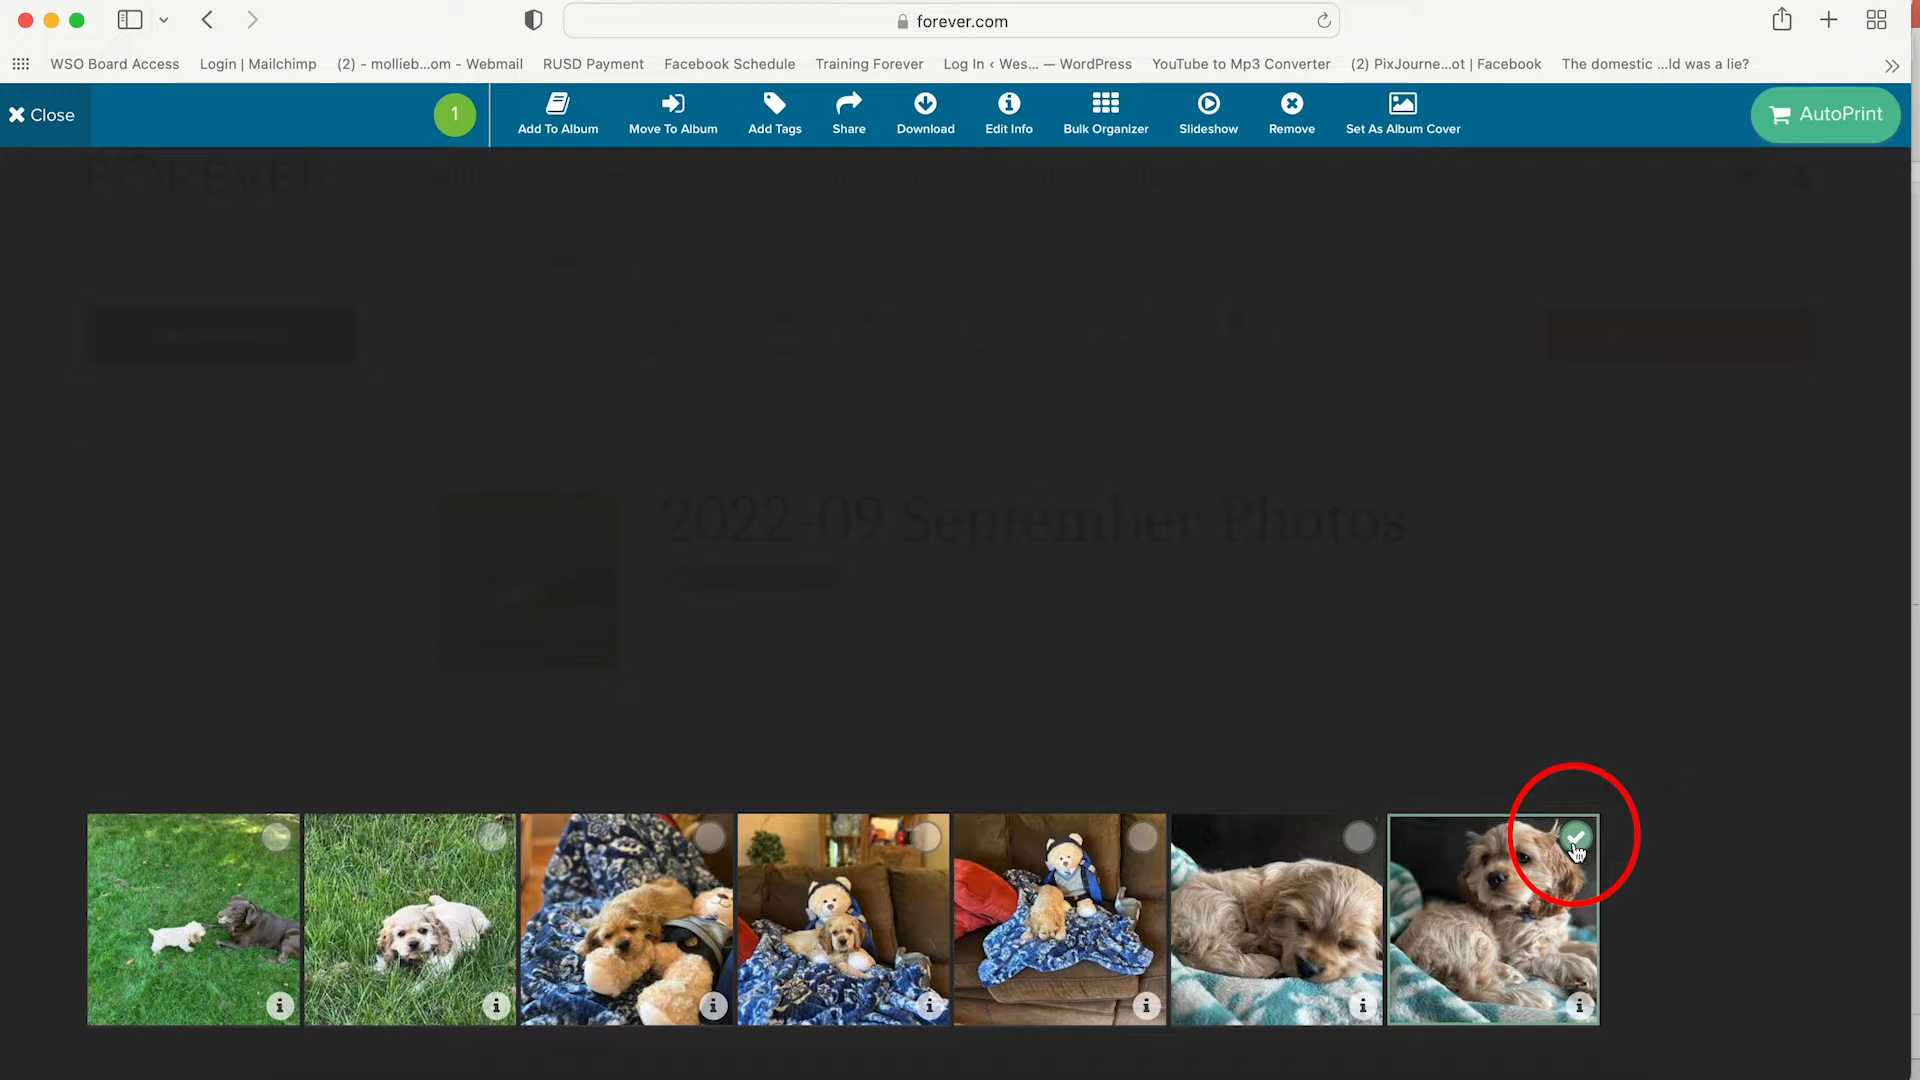 forever.com
WSO Board Access Login | Mailchimp (2) - mollieb...om - Webmail RUSD Payment Facebook Schedule Training Forever Log In ‹ Wes... — WordPress YouTube to Mp3 Converter (2) PixJourne...ot | Facebook The domestic ...ld was a lie?
Close 1 Add To Album Move To Album Add Tags Share Download Edit Info Bulk Organizer Slideshow Remove Set As Album Cover AutoPrint
FOREVER
2022-09 September Photos